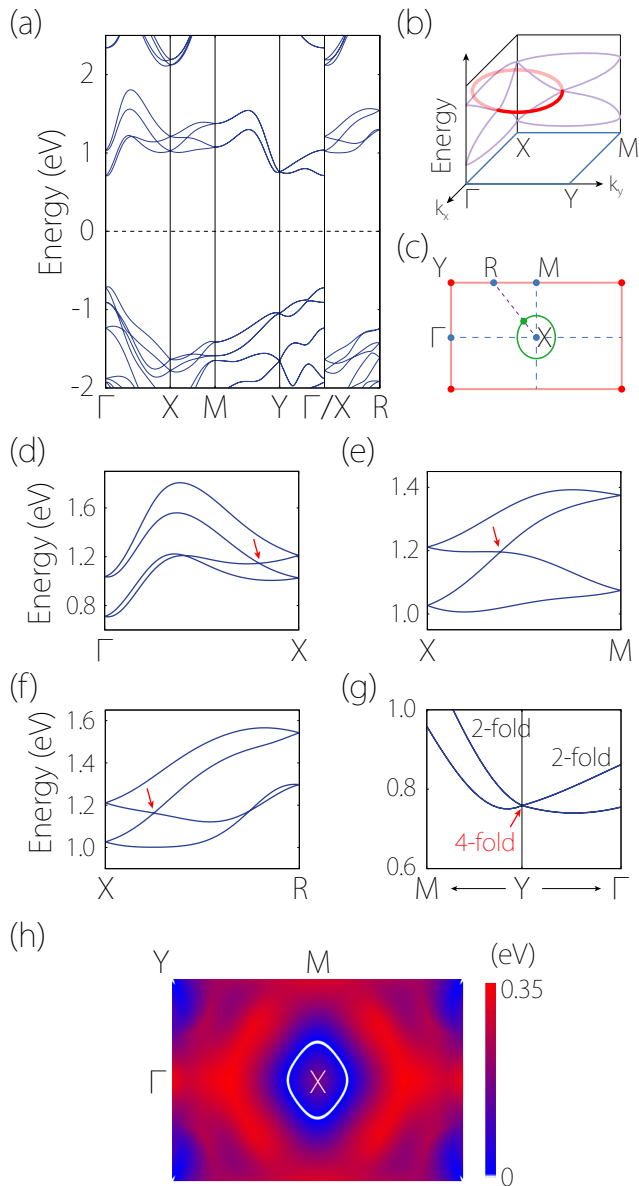 (a)
Energy (eV)
2
1
0
-1
-2
Γ X M Y Γ/X R
(b)
Energy
X M
Γ Y
kx ky
(c)
Y R M
Γ X
(d)
Energy (eV)
1.6
1.2
0.8
Γ X
(e)
1.4
1.2
1.0
X M
(f)
Energy (eV)
1.6
1.4
1.2
1.0
X R
(g)
1.0
0.8
0.6
2-fold
2-fold
4-fold
M Y Γ
(h)
Y M
Γ X
(eV)
0.35
0